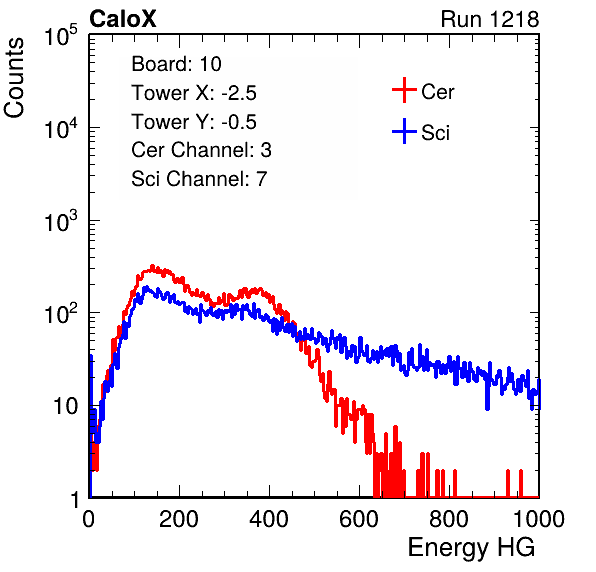 CaloX Run 1218
Counts
Board: 10
Tower X: -2.5
Tower Y: -0.5
Cer Channel: 3
Sci Channel: 7
Cer
Sci
10^5
10^4
10^3
10^2
10
1
0 200 400 600 800 1000
Energy HG